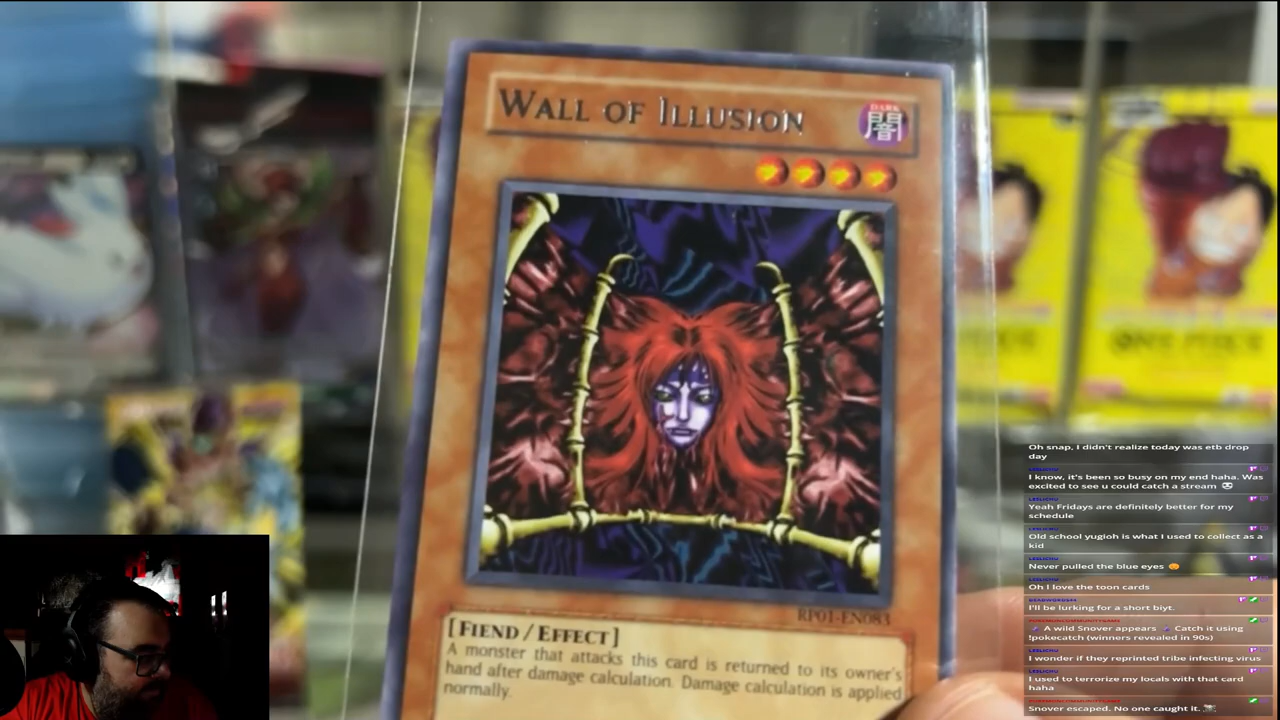 WALL OF ILLUSION
DARK
闇
RP01-EN083
[FIEND/EFFECT]
A monster that attacks this card is returned to its owner's
hand after damage calculation. Damage calculation is applied
normally.
Oh snap, I didn't realize today was etb drop
day
I know, it's been so busy on my end haha. Was
excited to see u could catch a stream
Yeah Fridays are definitely better for my
schedule
Old school yugioh is what I used to collect as a
kid
Never pulled the blue eyes
Oh I love the toon cards
I'll be lurking for a short biyt.
A wild Snover appears Catch it using
!pokecatch (winners revealed in 90s)
I wonder if they reprinted tribe infecting virus
I used to terrorize my locals with that card
haha
Snover escaped. No one caught it.